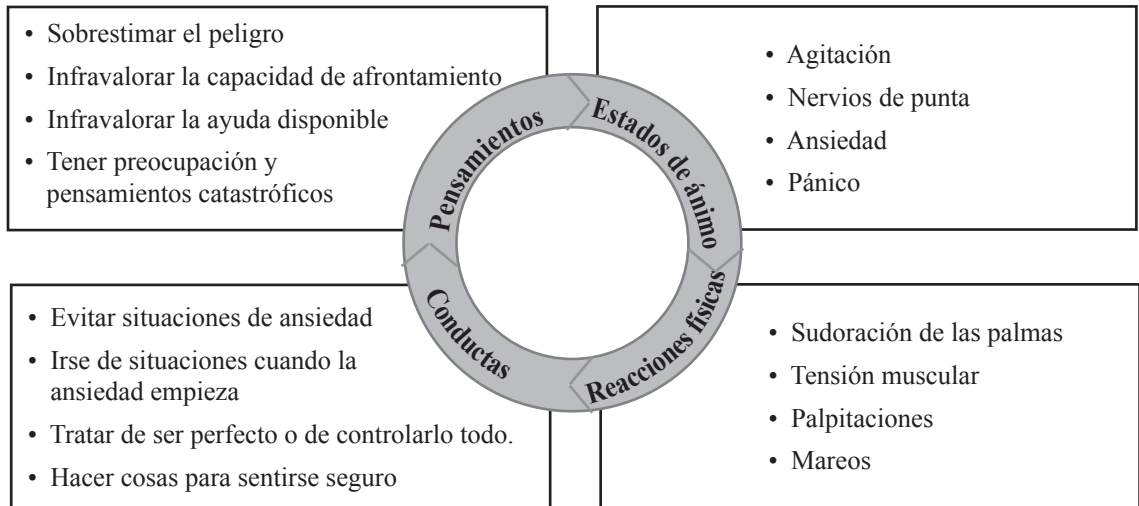 • Sobrestimar el peligro
• Infravalorar la capacidad de afrontamiento
• Infravalorar la ayuda disponible
• Tener preocupación y
pensamientos catastróficos
• Agitación
• Nervios de punta
• Ansiedad
• Pánico
Pensamientos
Estados de ánimo
Conductas
Reacciones físicas
• Evitar situaciones de ansiedad
• Irse de situaciones cuando la
ansiedad empieza
• Tratar de ser perfecto o de controlarlo todo.
• Hacer cosas para sentirse seguro
• Sudoración de las palmas
• Tensión muscular
• Palpitaciones
• Mareos